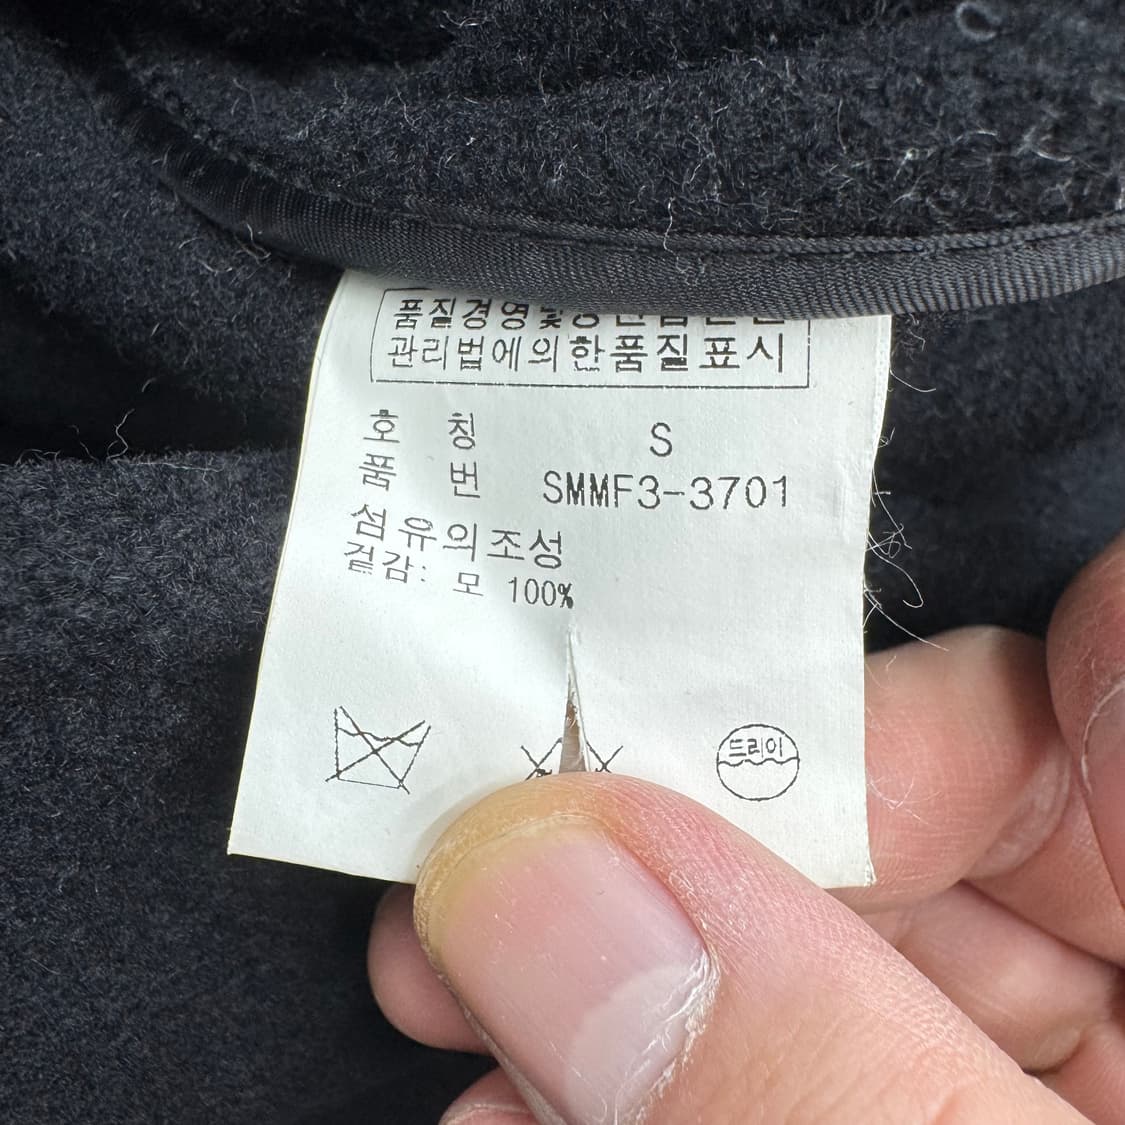 품질경영및공산품안전
관리법에의한품질표시
호 칭 S
품 번 SMMF3-3701
섬유의조성
겉감: 모 100%
드리이